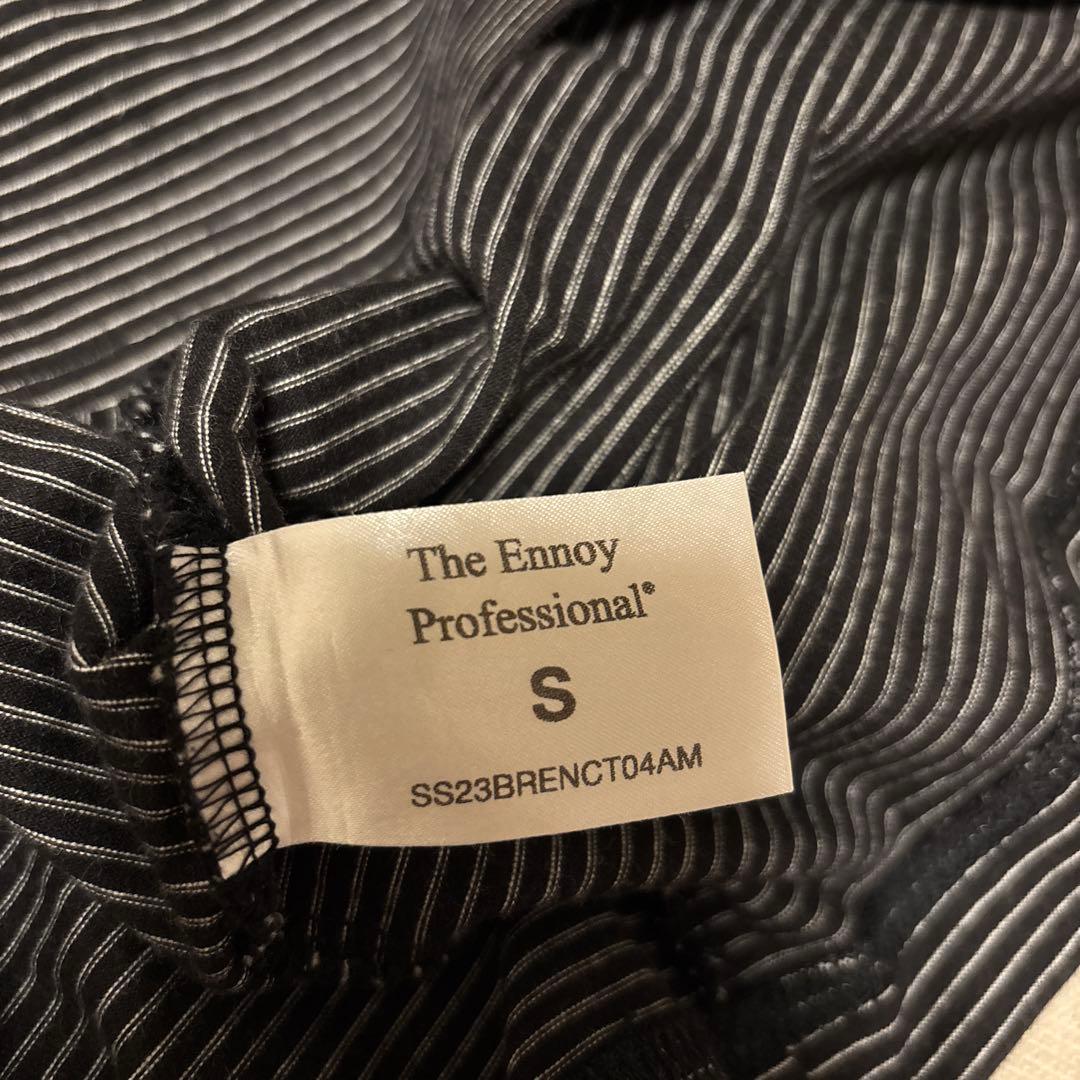 The Ennoy
Professional®
S
SS23BRENCT04AM